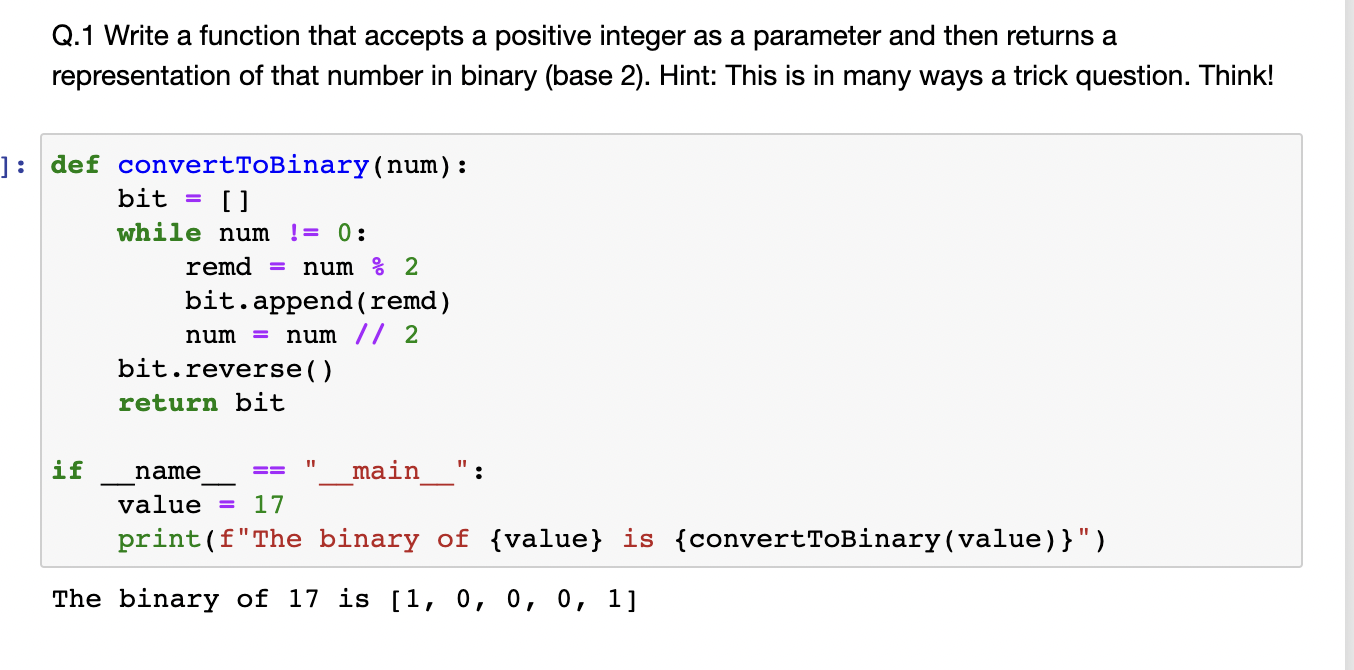 Q.1 Write a function that accepts a positive integer as a parameter and then returns a
representation of that number in binary (base 2). Hint: This is in many ways a trick question. Think!
]: def convertToBinary(num):
    bit = []
    while num != 0:
        remd = num % 2
        bit.append(remd)
        num = num // 2
    bit.reverse()
    return bit
if __name__ == "__main__":
    value = 17
    print(f"The binary of {value} is {convertToBinary(value)}")
The binary of 17 is [1, 0, 0, 0, 1]